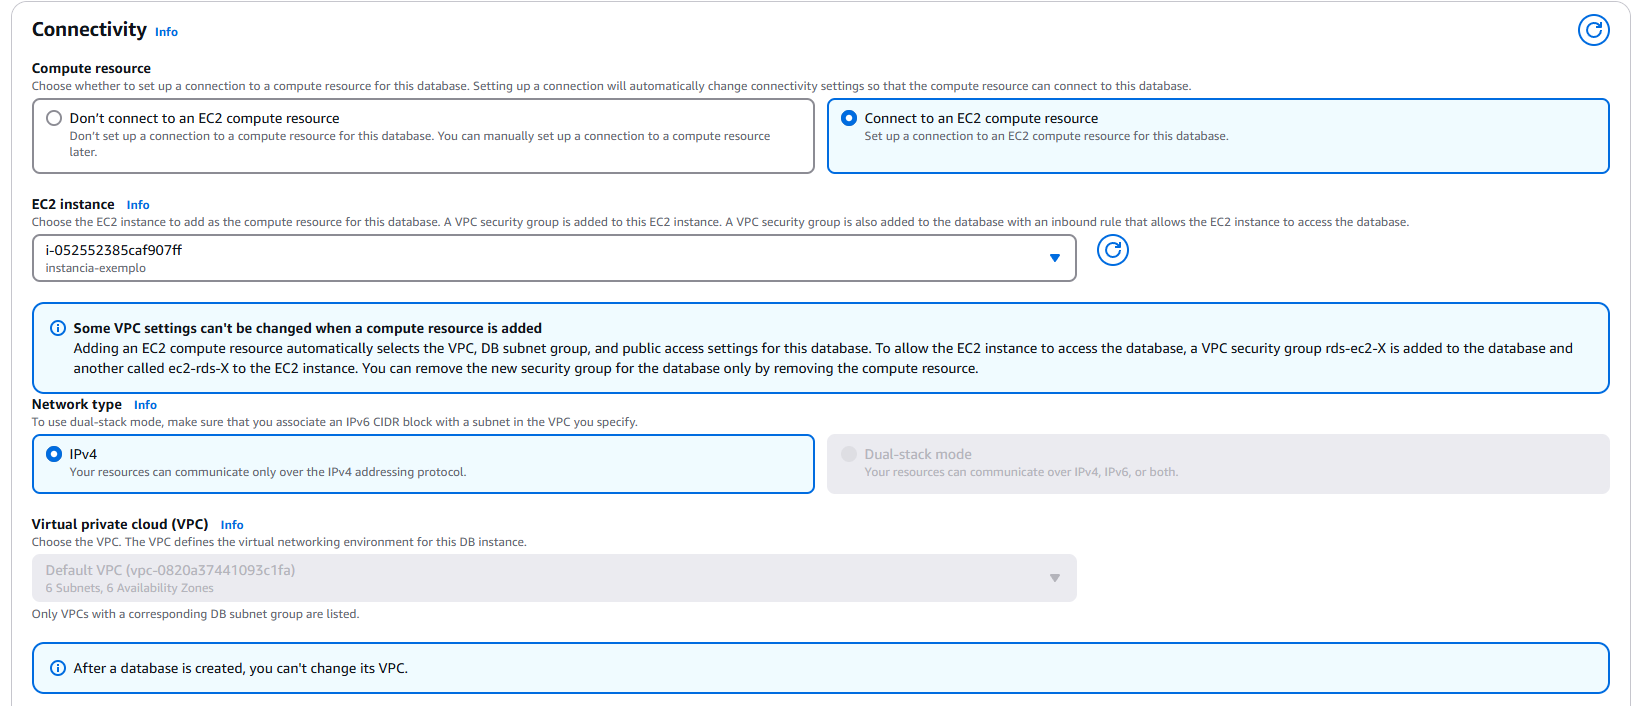 Connectivity Info
Compute resource
Choose whether to set up a connection to a compute resource for this database. Setting up a connection will automatically change connectivity settings so that the compute resource can connect to this database.
Don't connect to an EC2 compute resource
Don't set up a connection to a compute resource for this database. You can manually set up a connection to a compute resource
later.
Connect to an EC2 compute resource
Set up a connection to an EC2 compute resource for this database.
EC2 instance Info
Choose the EC2 instance to add as the compute resource for this database. A VPC security group is added to this EC2 instance. A VPC security group is also added to the database with an inbound rule that allows the EC2 instance to access the database.
i-052552385caf907ff
instancia-exemplo
Some VPC settings can't be changed when a compute resource is added
Adding an EC2 compute resource automatically selects the VPC, DB subnet group, and public access settings for this database. To allow the EC2 instance to access the database, a VPC security group rds-ec2-X is added to the database and
another called ec2-rds-X to the EC2 instance. You can remove the new security group for the database only by removing the compute resource.
Network type Info
To use dual-stack mode, make sure that you associate an IPv6 CIDR block with a subnet in the VPC you specify.
IPv4
Your resources can communicate only over the IPv4 addressing protocol.
Dual-stack mode
Your resources can communicate over IPv4, IPv6, or both.
Virtual private cloud (VPC) Info
Choose the VPC. The VPC defines the virtual networking environment for this DB instance.
Default VPC (vpc-0820a37441093c1fa)
6 Subnets, 6 Availability Zones
Only VPCs with a corresponding DB subnet group are listed.
After a database is created, you can't change its VPC.